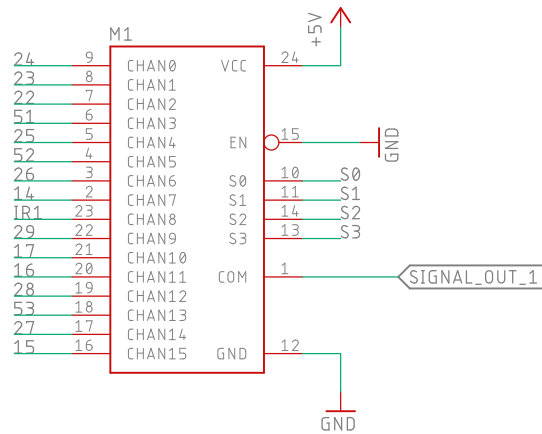 M1
+5V
24 9 CHAN0 VCC 24
23 8 CHAN1
22 7 CHAN2
51 6 CHAN3
25 5 CHAN4 EN 15 GND
52 4 CHAN5
26 3 CHAN6 S0 10 S0
14 2 CHAN7 S1 11 S1
IR1 23 CHAN8 S2 14 S2
29 22 CHAN9 S3 13 S3
17 21 CHAN10
16 20 CHAN11 COM 1 SIGNAL_OUT_1
28 19 CHAN12
53 18 CHAN13
27 17 CHAN14
15 16 CHAN15 GND 12
GND